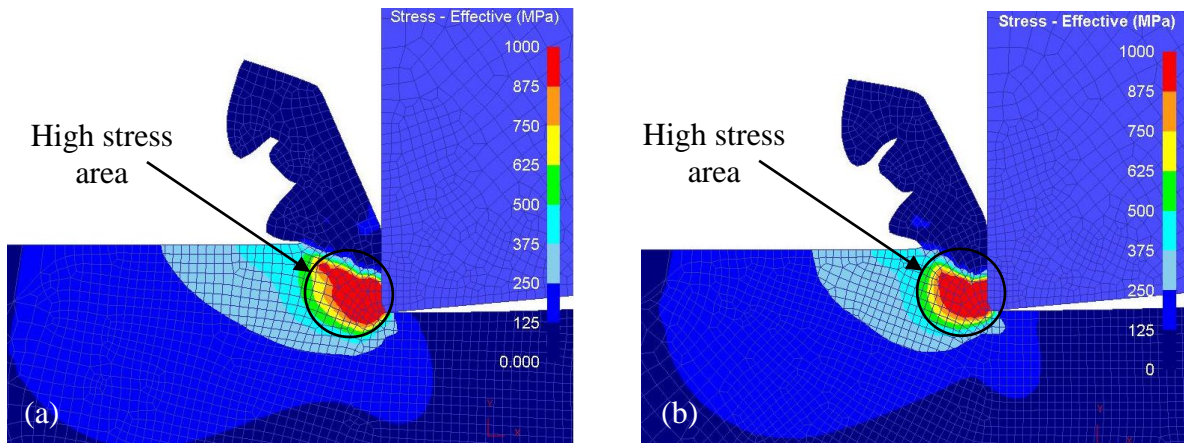 Stress - Effective (MPa)
1000
875
750
625
500
375
250
125
0.000
High stress
area
(a)
Y
X
Stress - Effective (MPa)
1000
875
750
625
500
375
250
125
0
High stress
area
(b)
Y